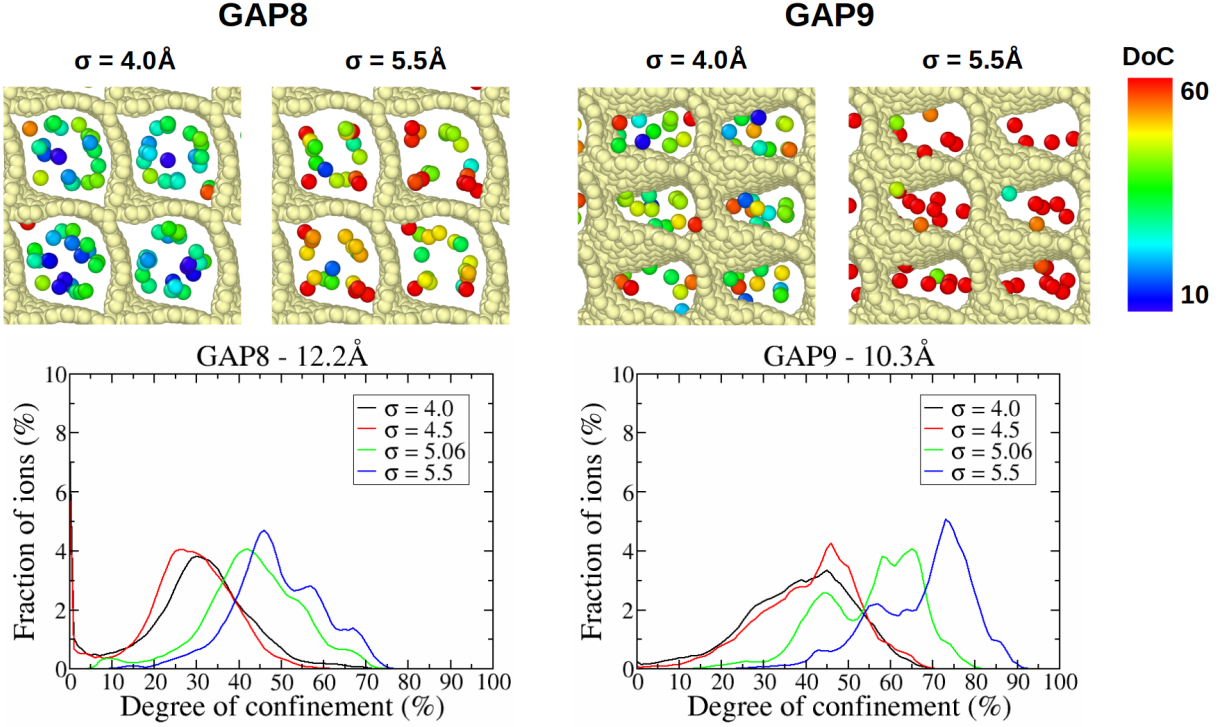 GAP8 GAP9
σ = 4.0Å σ = 5.5Å σ = 4.0Å σ = 5.5Å DoC
60
10
GAP8 - 12.2Å
10
8
6
4
2
0
Fraction of ions (%)
σ = 4.0
σ = 4.5
σ = 5.06
σ = 5.5
0 10 20 30 40 50 60 70 80 90 100
Degree of confinement (%)
GAP9 - 10.3Å
10
8
6
4
2
0
Fraction of ions (%)
σ = 4.0
σ = 4.5
σ = 5.06
σ = 5.5
0 10 20 30 40 50 60 70 80 90 100
Degree of confinement (%)